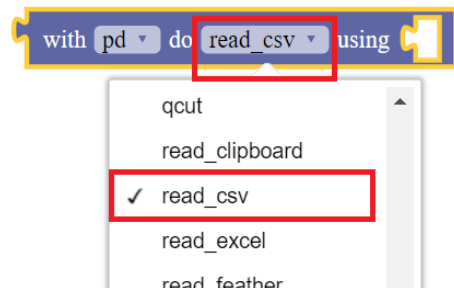 with pd do read_csv using
qcut
read_clipboard
✓ read_csv
read_excel
read_feather